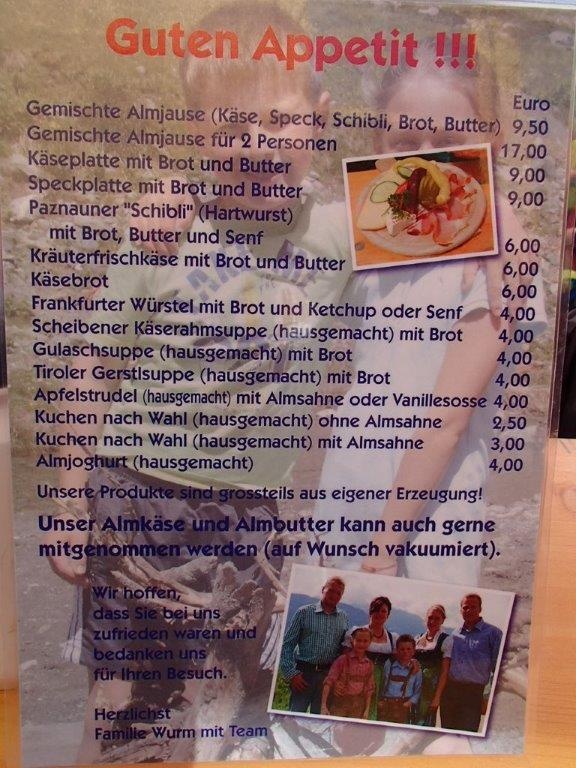 Guten Appetit !!!
Euro
Gemischte Almjause (Käse, Speck, Schibli, Brot, Butter) 9,50
Gemischte Almjause für 2 Personen 17,00
Käseplatte mit Brot und Butter 9,00
Speckplatte mit Brot und Butter 9,00
Paznauner "Schibli" (Hartwurst)
mit Brot, Butter und Senf 6,00
Kräuterfrischkäse mit Brot und Butter 6,00
Käsebrot 6,00
Frankfurter Würstel mit Brot und Ketchup oder Senf 4,00
Scheibener Käserahmsuppe (hausgemacht) mit Brot 4,00
Gulaschsuppe (hausgemacht) mit Brot 4,00
Tiroler Gerstlsuppe (hausgemacht) mit Brot 4,00
Apfelstrudel (hausgemacht) mit Almsahne oder Vanillesosse 4,00
Kuchen nach Wahl (hausgemacht) ohne Almsahne 2,50
Kuchen nach Wahl (hausgemacht) mit Almsahne 3,00
Almjoghurt (hausgemacht) 4,00
Unsere Produkte sind grossteils aus eigener Erzeugung!
Unser Almkäse und Almbutter kann auch gerne
mitgenommen werden (auf Wunsch vakuumiert).
Wir hoffen,
dass Sie bei uns
zufrieden waren und
bedanken uns
für Ihren Besuch.
Herzlichst
Familie Wurm mit Team